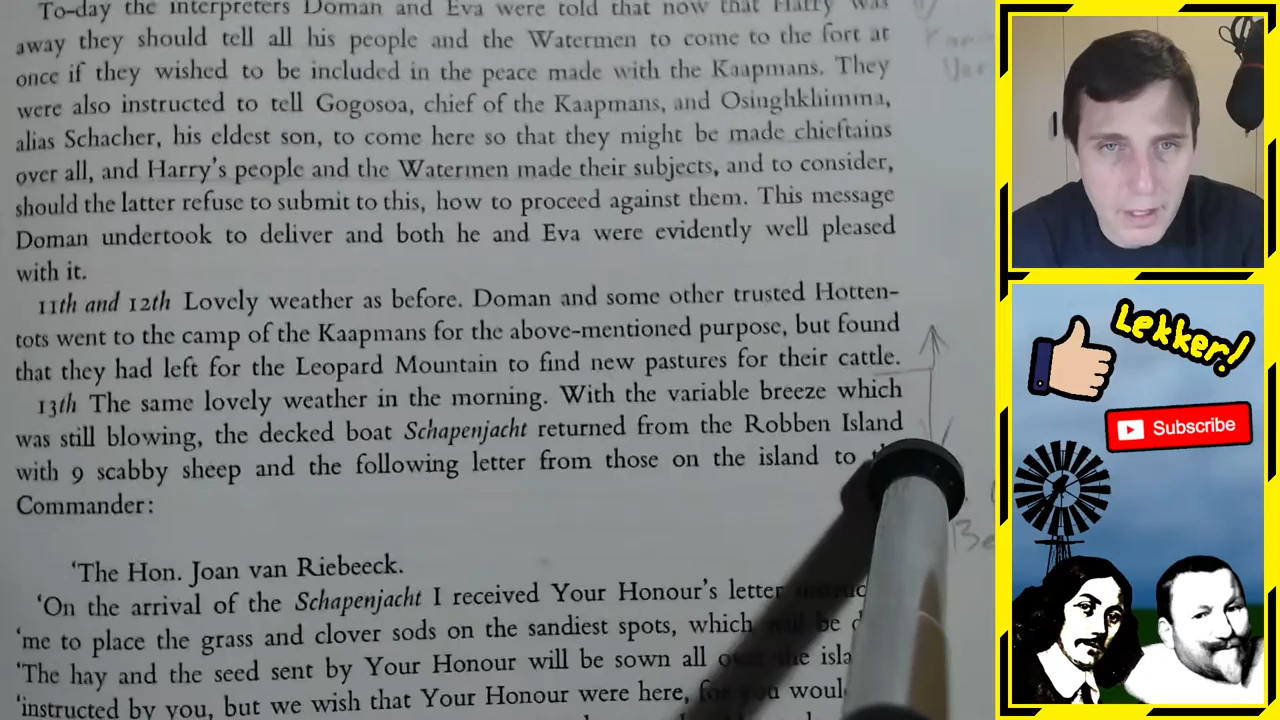 To-day the interpreters Doman and Eva were told that now that Harry was
away they should tell all his people and the Watermen to come to the fort at
once if they wished to be included in the peace made with the Kaapmans. They
were also instructed to tell Gogosoa, chief of the Kaapmans, and Osinghkhimma,
alias Schacher, his eldest son, to come here so that they might be made chieftains
over all, and Harry's people and the Watermen made their subjects, and to consider,
should the latter refuse to submit to this, how to proceed against them. This message
Doman undertook to deliver and both he and Eva were evidently well pleased
with it.
11th and 12th Lovely weather as before. Doman and some other trusted Hotten-
tots went to the camp of the Kaapmans for the above-mentioned purpose, but found
that they had left for the Leopard Mountain to find new pastures for their cattle.
13th The same lovely weather in the morning. With the variable breeze which
was still blowing, the decked boat Schapenjacht returned from the Robben Island
with 9 scabby sheep and the following letter from those on the island to
Commander:
'The Hon. Joan van Riebeeck.
'On the arrival of the Schapenjacht I received Your Honour's letter
'me to place the grass and clover sods on the sandiest spots, which be
'The hay and the seed sent by Your Honour will be sown all
'instructed by you, but we wish that Your Honour were here,
Lekker!
Subscribe